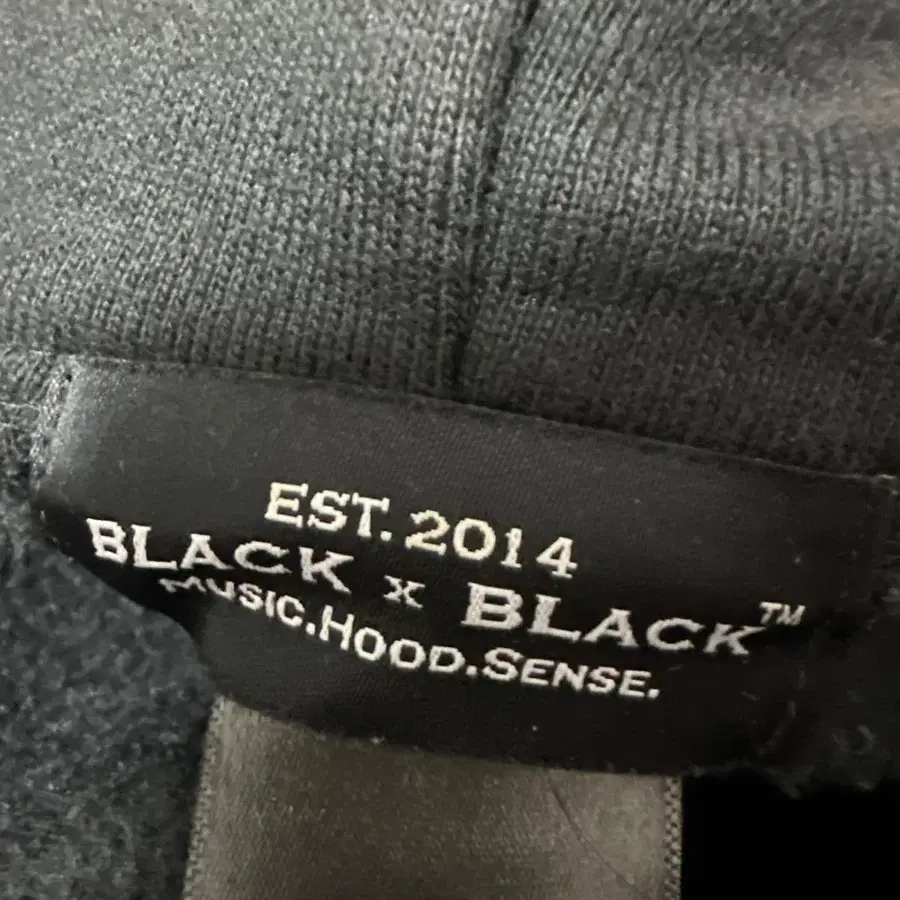 EST.2014
BLACK x BLACK™
MUSIC.HOOD.SENSE.